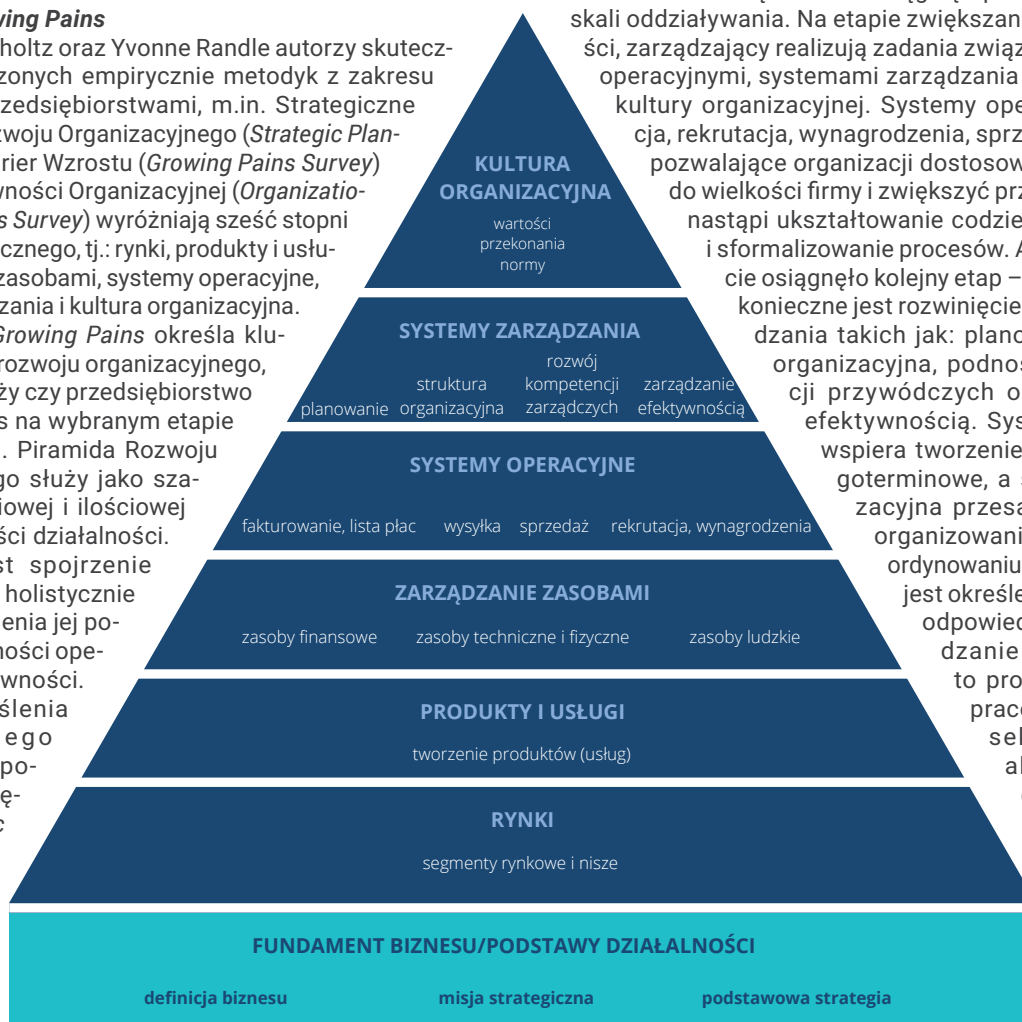 ving Pains
holtz oraz Yvonne Randle autorzy skutecz-
zonych empirycznie metodyk z zakresu
zedsiębiorstwami, m.in. Strategiczne
zwoju Organizacyjnego (Strategic Plan-
rier Wzrostu (Growing Pains Survey)
wności Organizacyjnej (Organizatio-
s Survey) wyróżniają sześć stopni
cznego, tj.: rynki, produkty i usłu-
zasobami, systemy operacyjne,
zania i kultura organizacyjna.
Growing Pains określa klu-
rozwoju organizacyjnego,
ży czy przedsiębiorstwo
s na wybranym etapie
. Piramida Rozwoju
go służy jako sza-
iowej i ilościowej
ści działalności.
st spojrzenie
holistycznie
enia jej po-
ności ope-
wności.
ślenia
ego
po-
ę-
KULTURA
ORGANIZACYJNA
wartości
przekonania
normy
SYSTEMY ZARZĄDZANIA
planowanie
struktura
organizacyjna
rozwój
kompetencji
zarządczych
zarządzanie
efektywnością
SYSTEMY OPERACYJNE
fakturowanie, lista płac wysyłka sprzedaż rekrutacja, wynagrodzenia
ZARZĄDZANIE ZASOBAMI
zasoby finansowe zasoby techniczne i fizyczne zasoby ludzkie
PRODUKTY I USŁUGI
tworzenie produktów (usług)
RYNKI
segmenty rynkowe i nisze
FUNDAMENT BIZNESU/PODSTAWY DZIAŁALNOŚCI
definicja biznesu misja strategiczna podstawowa strategia
skali oddziaływania. Na etapie zwiększan
ści, zarządzający realizują zadania związ
operacyjnymi, systemami zarządzania
kultury organizacyjnej. Systemy ope
cja, rekrutacja, wynagrodzenia, sprz
pozwalające organizacji dostosow
do wielkości firmy i zwiększyć prz
nastąpi ukształtowanie codzie
i sformalizowanie procesów. A
cie osiągnęło kolejny etap –
konieczne jest rozwinięcie
dzania takich jak: plano
organizacyjna, podnos
cji przywódczych o
efektywnością. Sys
wspiera tworzenie
goterminowe, a s
zacyjna przesą
organizowani
ordynowaniu
jest określe
odpowied
dzanie
to pro
prac
sel
al